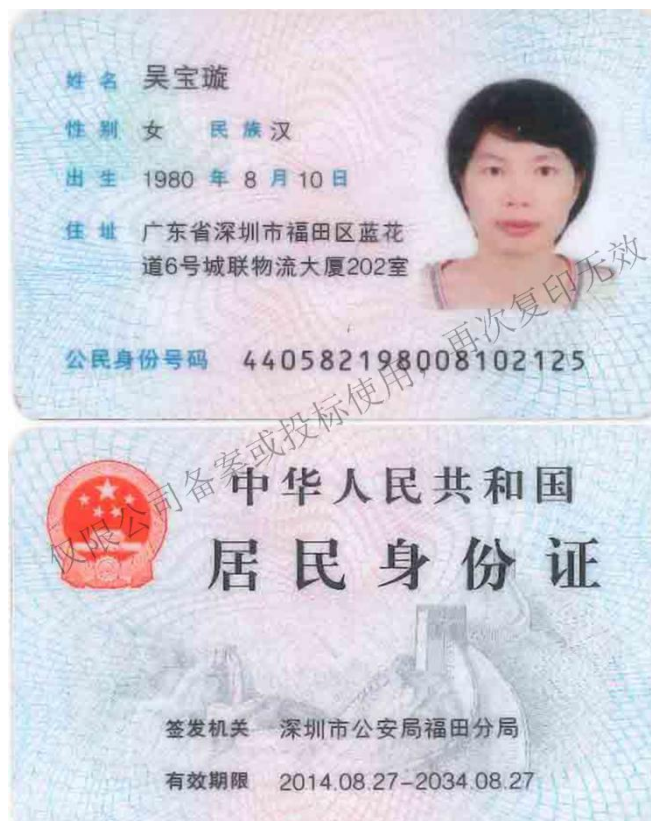 姓名 吴宝璇
性别 女 民族 汉
出生 1980 年 8 月 10 日
住址 广东省深圳市福田区蓝花
道6号城联物流大厦202室
公民身份号码 440582198008102125
仅限公司备案或投标使用，再次复印无效
中华人民共和国
居民身份证
签发机关 深圳市公安局福田分局
有效期限 2014.08.27-2034.08.27